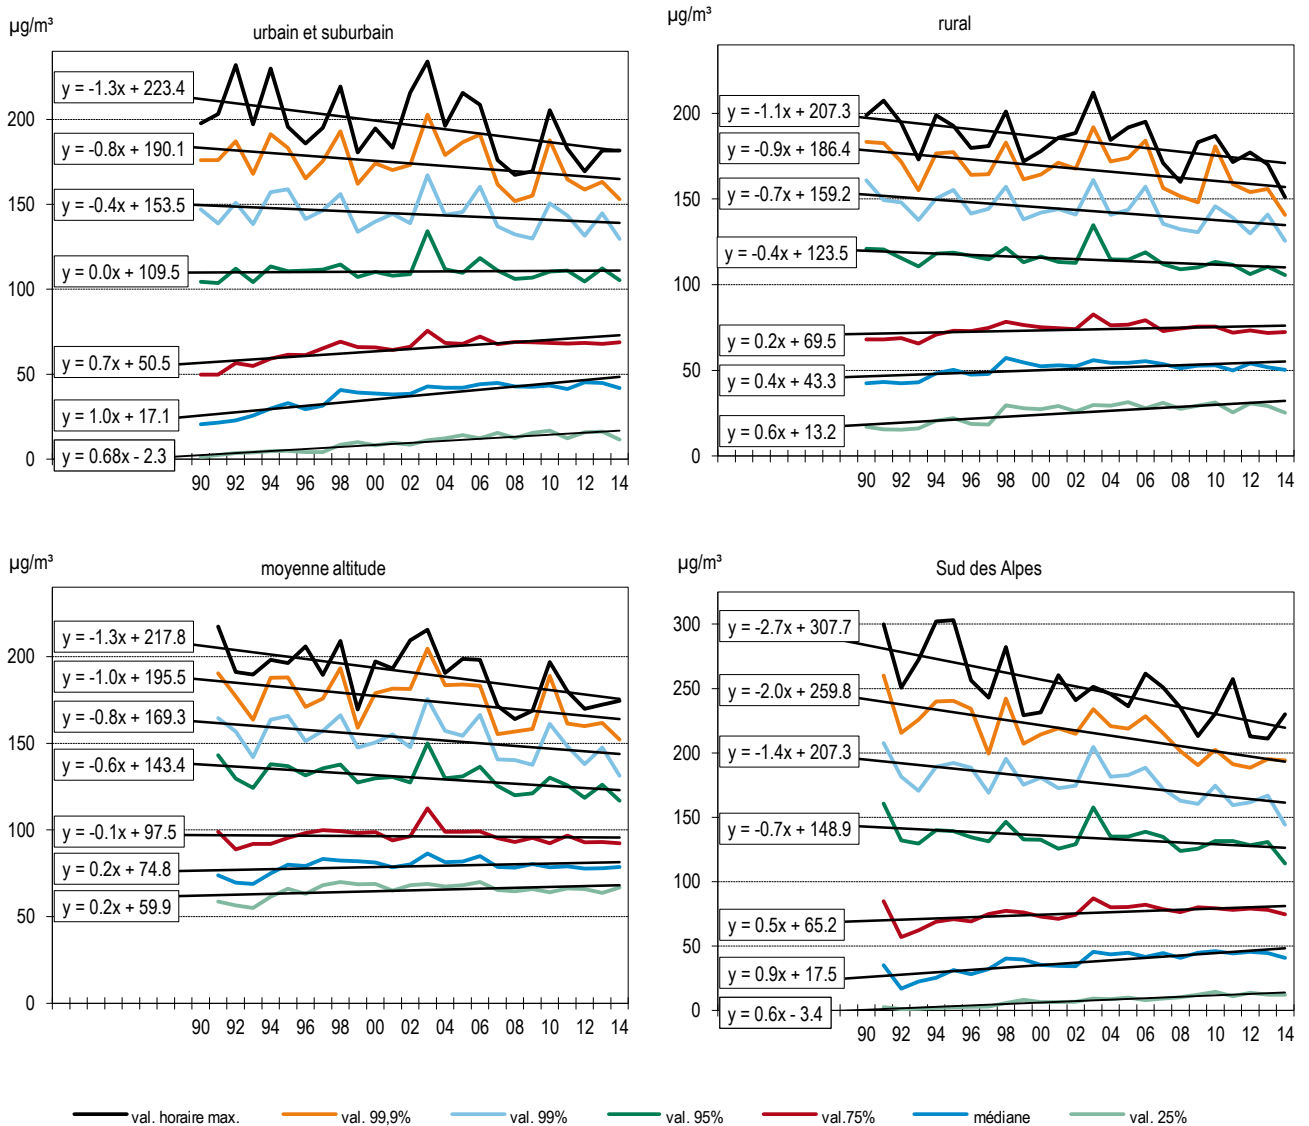 µg/m³
urbain et suburbain
y = -1.3x + 223.4
y = -0.8x + 190.1
y = -0.4x + 153.5
y = 0.0x + 109.5
y = 0.7x + 50.5
y = 1.0x + 17.1
y = 0.68x - 2.3
200
150
100
50
0
90 92 94 96 98 00 02 04 06 08 10 12 14
µg/m³
rural
y = -1.1x + 207.3
y = -0.9x + 186.4
y = -0.7x + 159.2
y = -0.4x + 123.5
y = 0.2x + 69.5
y = 0.4x + 43.3
y = 0.6x + 13.2
200
150
100
50
0
90 92 94 96 98 00 02 04 06 08 10 12 14
µg/m³
moyenne altitude
y = -1.3x + 217.8
y = -1.0x + 195.5
y = -0.8x + 169.3
y = -0.6x + 143.4
y = -0.1x + 97.5
y = 0.2x + 74.8
y = 0.2x + 59.9
200
150
100
50
0
90 92 94 96 98 00 02 04 06 08 10 12 14
µg/m³
Sud des Alpes
y = -2.7x + 307.7
y = -2.0x + 259.8
y = -1.4x + 207.3
y = -0.7x + 148.9
y = 0.5x + 65.2
y = 0.9x + 17.5
y = 0.6x - 3.4
300
250
200
150
100
50
0
90 92 94 96 98 00 02 04 06 08 10 12 14
val. horaire max. val. 99,9% val. 99% val. 95% val.75% médiane val. 25%